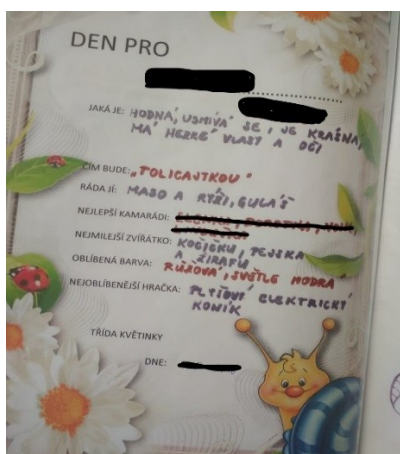 DEN PRO
JAKÁ JE: HODNÁ, USMÍVÁ SE, JE KRÁSNÁ,
MÁ HEZKÉ VLASY A OČI
ČÍM BUDE: „POLICAJTKOU"
RÁDA JÍ: MASO A RÝŽI, GULÁŠ
NEJLEPŠÍ KAMARÁDI:
NEJMILEJŠÍ ZVÍŘÁTKO: KOČIČKU, PEJSKA
A ŽIRAFU
OBLÍBENÁ BARVA: RŮŽOVÁ, SVĚTLE MODRÁ
NEJOBLÍBENĚJŠÍ HRAČKA: PLYŠOVÝ ELEKTRICKÝ
KONÍK
TŘÍDA KVĚTINKY
DNE: